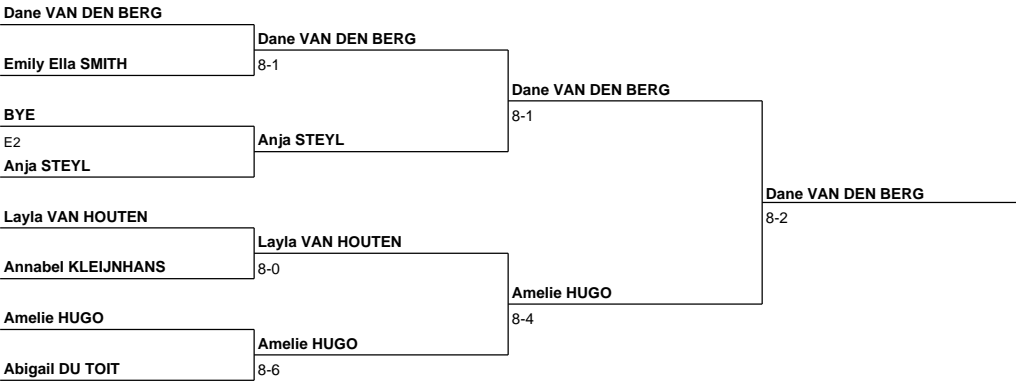 Dane VAN DEN BERG
Dane VAN DEN BERG
Emily Ella SMITH
8-1
Dane VAN DEN BERG
BYE
8-1
E2
Anja STEYL
Anja STEYL
Dane VAN DEN BERG
Layla VAN HOUTEN
8-2
Layla VAN HOUTEN
Annabel KLEIJNHANS
8-0
Amelie HUGO
Amelie HUGO
8-4
Amelie HUGO
Abigail DU TOIT
8-6